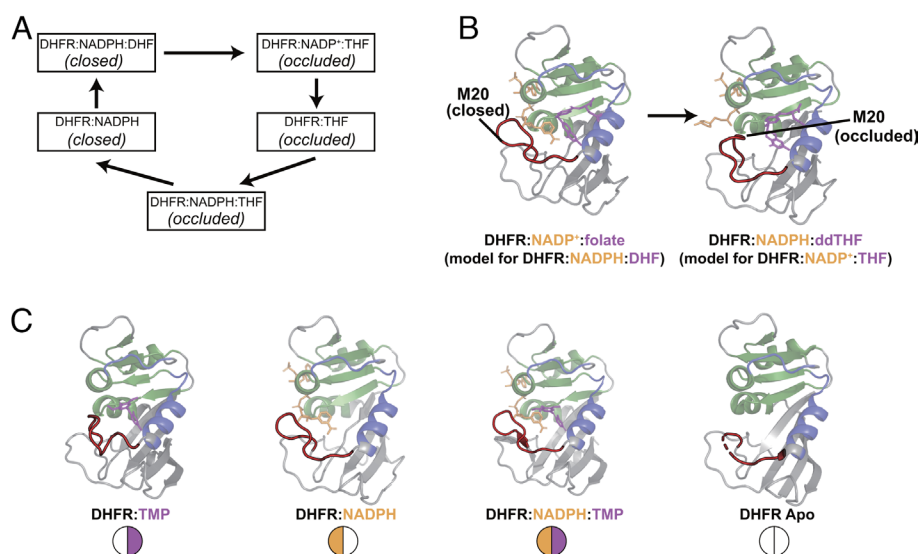 A
DHFR:NADPH:DHF
(closed)
DHFR:NADP+:THF
(occluded)
DHFR:NADPH
(closed)
DHFR:THF
(occluded)
DHFR:NADPH:THF
(occluded)
B
M20
(closed)
M20
(occluded)
DHFR:NADP+:folate
(model for DHFR:NADPH:DHF)
DHFR:NADPH:ddTHF
(model for DHFR:NADP+:THF)
C
DHFR:TMP
DHFR:NADPH
DHFR:NADPH:TMP
DHFR Apo